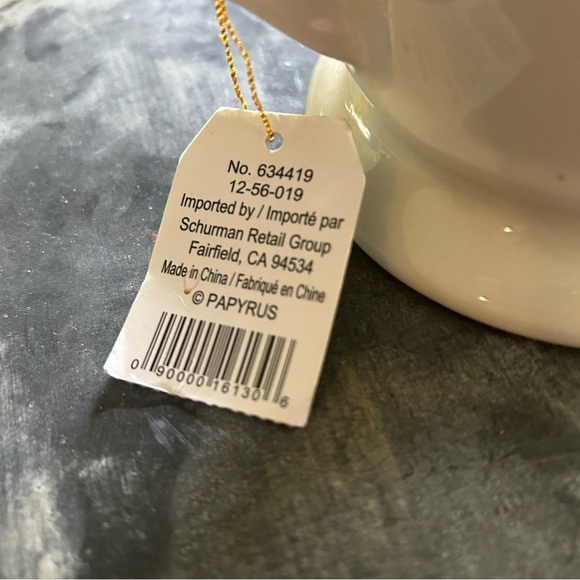 No. 634419
12-56-019
Imported by / Importé par
Schurman Retail Group
Fairfield, CA 94534
Made in China / Fabriqué en Chine
© PAPYRUS
0 90000 16130 6